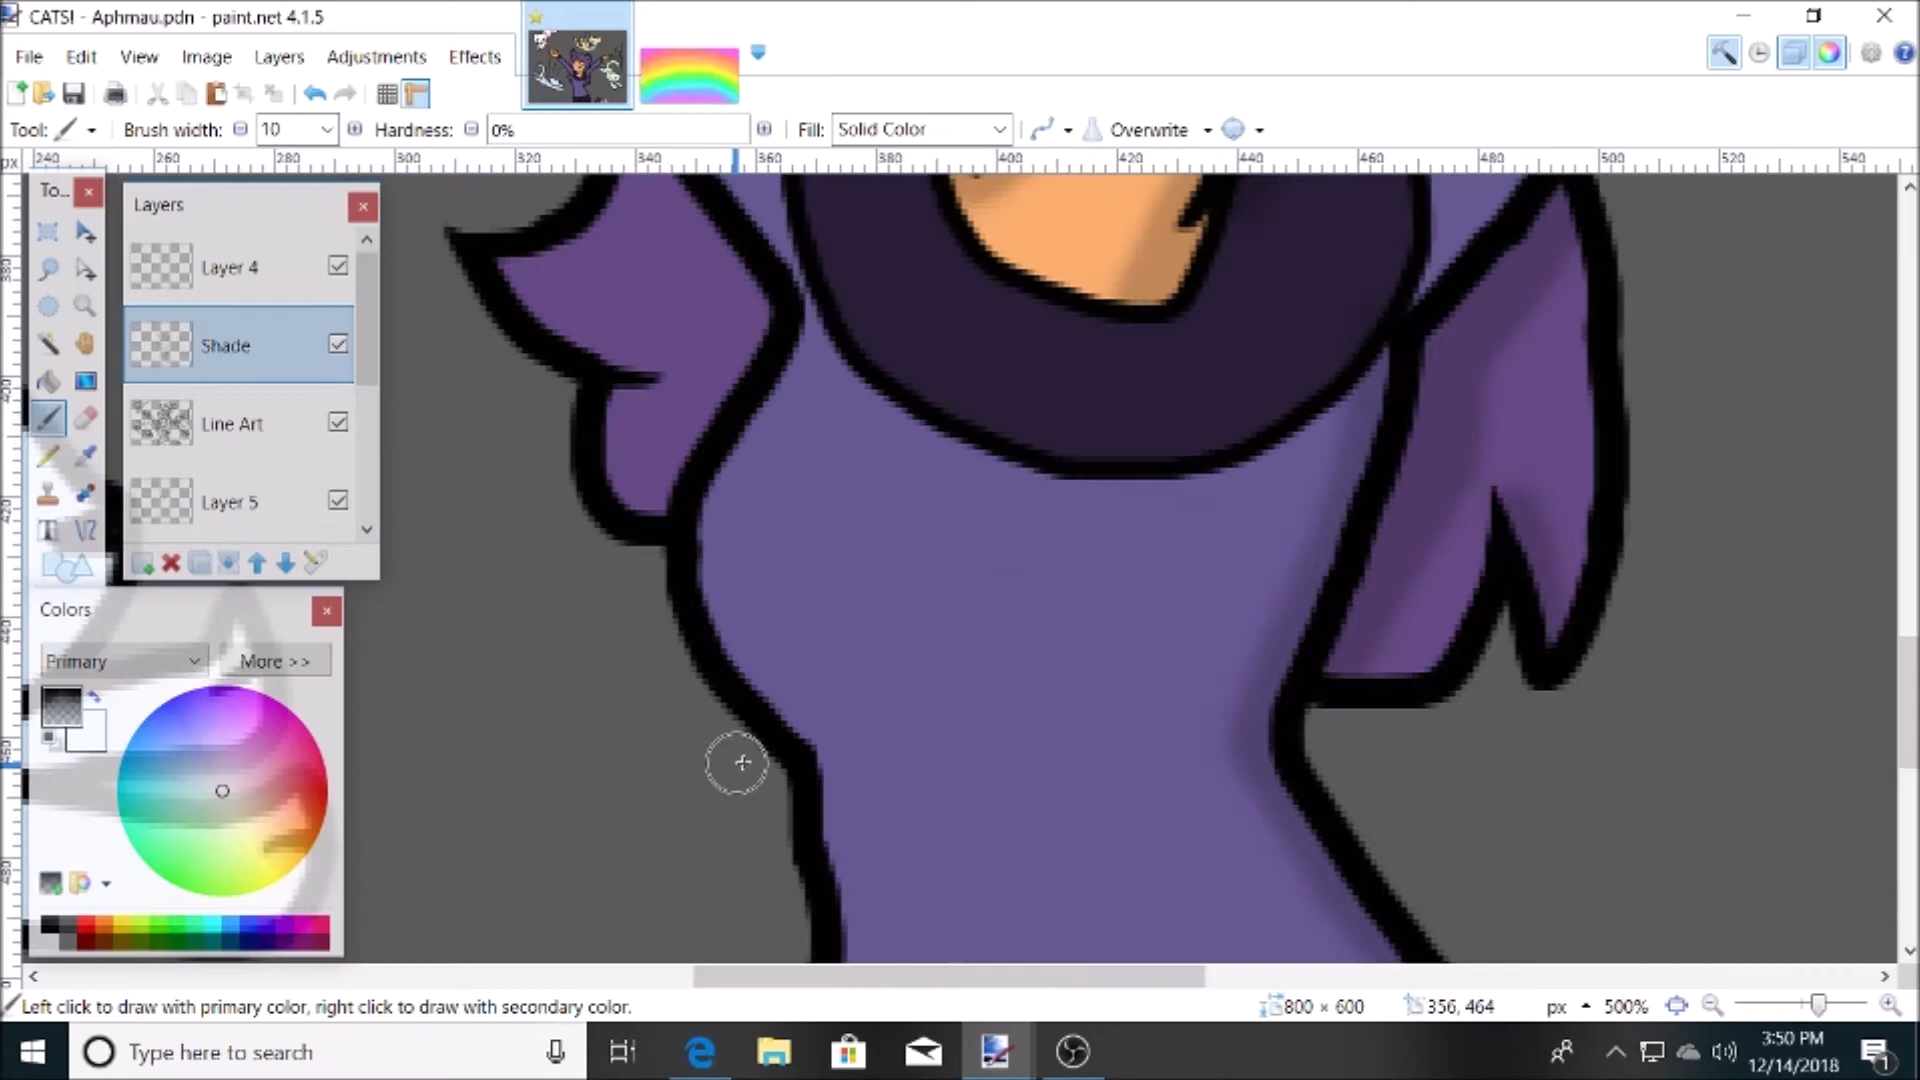 CATS! - Aphmau.pdn - paint.net 4.1.5
File Edit View Image Layers Adjustments Effects
Tool: Brush width: 10 Hardness: 0% Fill: Solid Color Overwrite
px 240 260 280 300 320 340 360 380 400 420 440 460 480 500 520 540
To...
Layers
Layer 4
Shade
Line Art
Layer 5
Colors
Primary More >>
Left click to draw with primary color, right click to draw with secondary color. 800 × 600 356, 464 px 500%
Type here to search
3:50 PM
12/14/2018
1